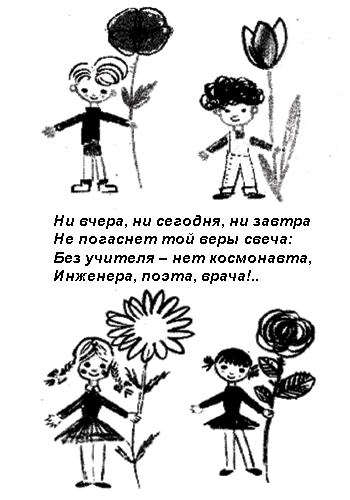 Ни вчера, ни сегодня, ни завтра
Не погаснет той веры свеча:
Без учителя – нет космонавта,
Инженера, поэта, врача!..